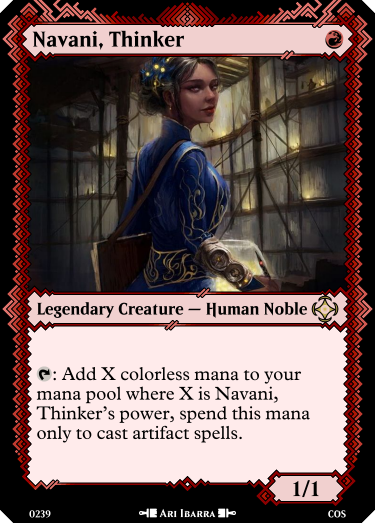 Navani, Thinker
Legendary Creature — Human Noble
: Add X colorless mana to your
mana pool where X is Navani,
Thinker's power, spend this mana
only to cast artifact spells.
1/1
0239
Ari Ibarra
COS